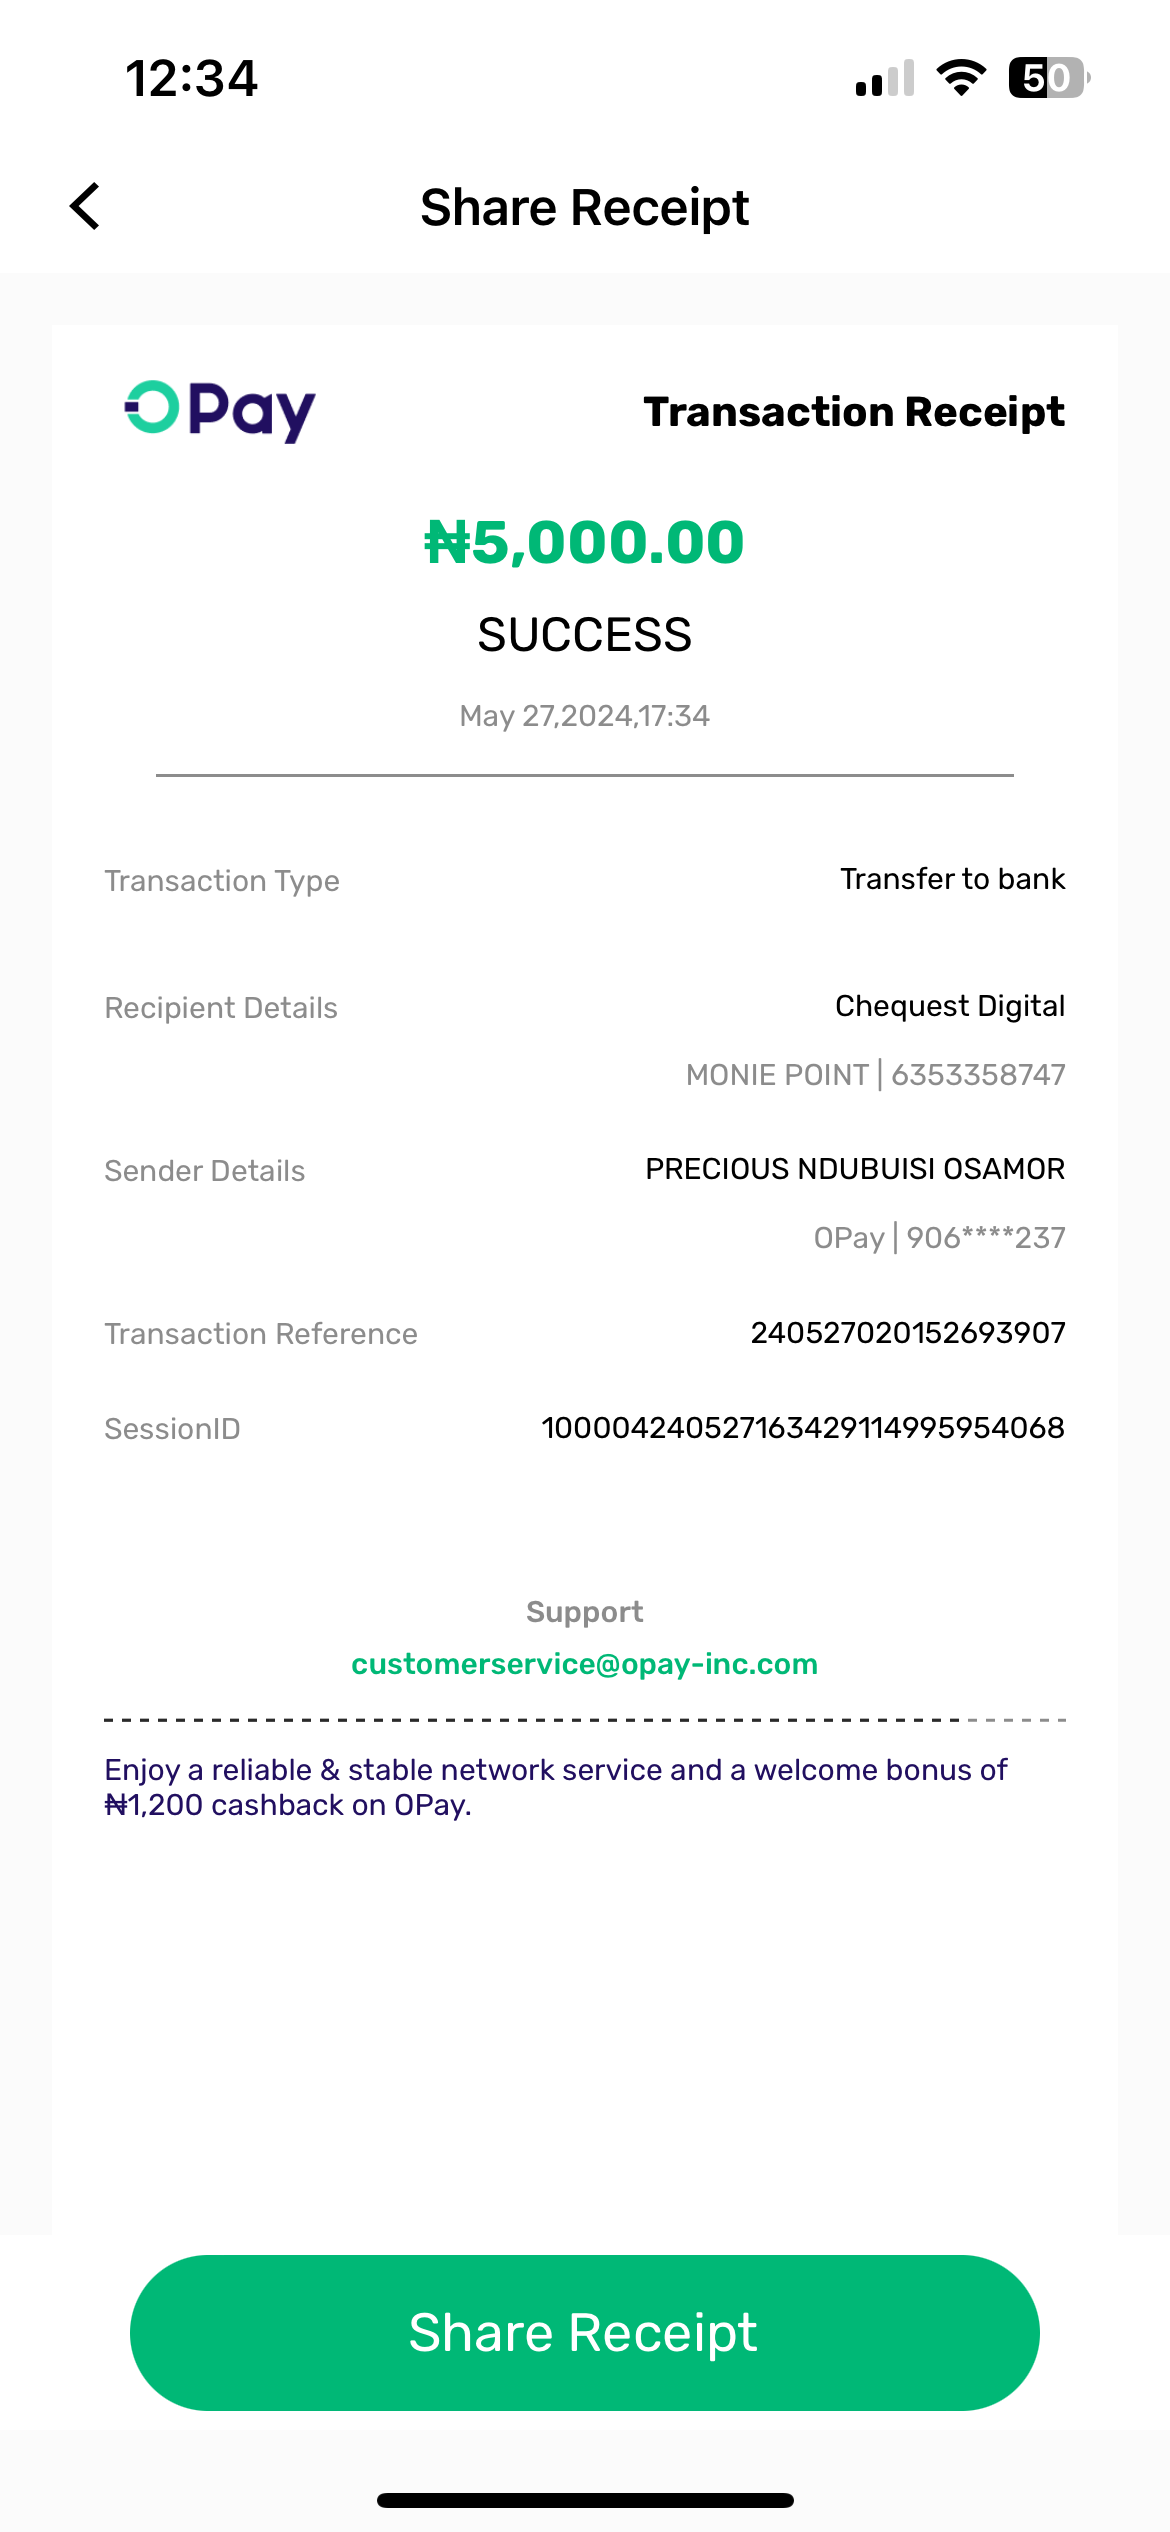 12:34
50
Share Receipt
OPay
Transaction Receipt
₦5,000.00
SUCCESS
May 27,2024,17:34
Transaction Type Transfer to bank
Recipient Details Chequest Digital
MONIE POINT | 6353358747
Sender Details PRECIOUS NDUBUISI OSAMOR
OPay | 906****237
Transaction Reference 240527020152693907
SessionID 100004240527163429114995954068
Support
customerservice@opay-inc.com
Enjoy a reliable & stable network service and a welcome bonus of
₦1,200 cashback on OPay.
Share Receipt